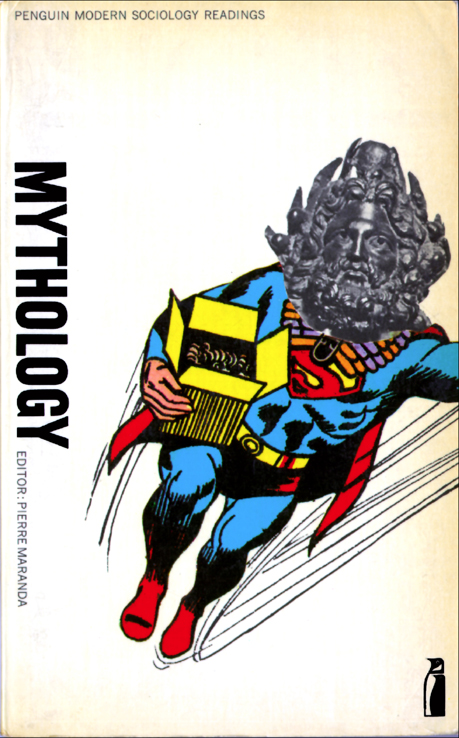 PENGUIN MODERN SOCIOLOGY READINGS
MYTHOLOGY
EDITOR: PIERRE MARANDA
S